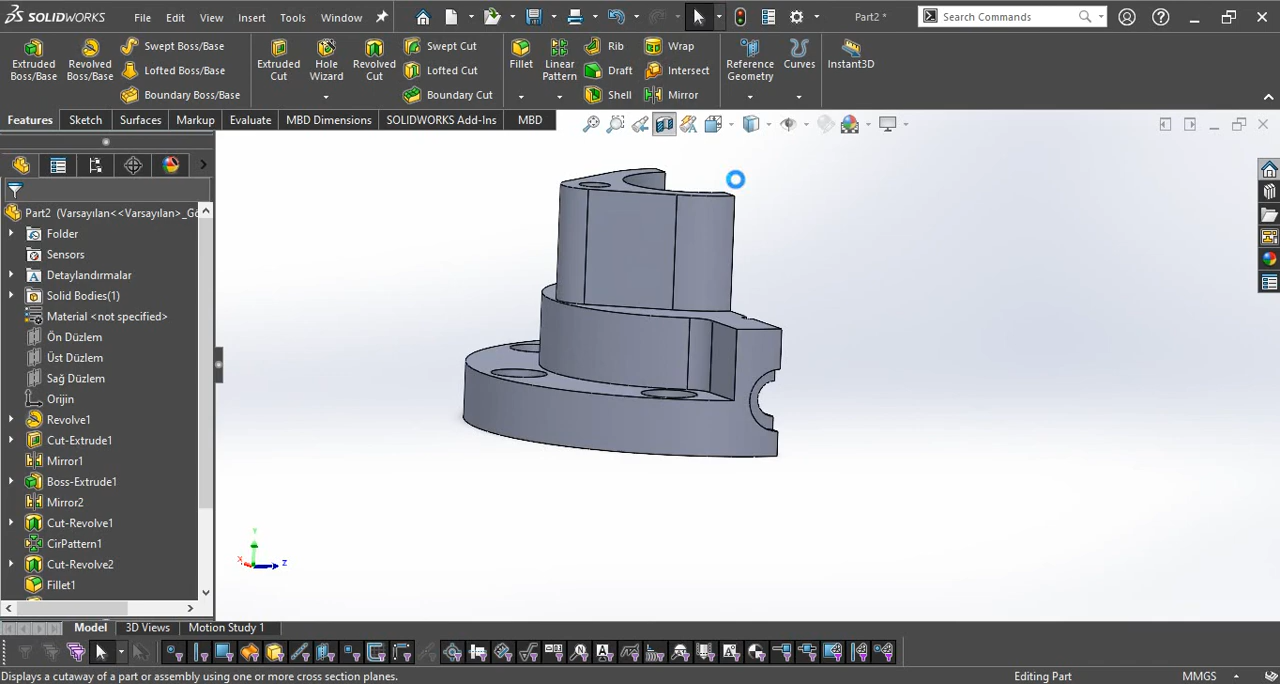 SOLIDWORKS File Edit View Insert Tools Window Part2 * Search Commands
Extruded Boss/Base
Revolved Boss/Base
Swept Boss/Base
Lofted Boss/Base
Boundary Boss/Base
Extruded Cut
Hole Wizard
Revolved Cut
Swept Cut
Lofted Cut
Boundary Cut
Fillet
Linear Pattern
Rib
Draft
Shell
Wrap
Intersect
Mirror
Reference Geometry
Curves
Instant3D
Features Sketch Surfaces Markup Evaluate MBD Dimensions SOLIDWORKS Add-Ins MBD
Part2 (Varsayılan<<Varsayılan>_Gö
Folder
Sensors
Detaylandırmalar
Solid Bodies(1)
Material <not specified>
Ön Düzlem
Üst Düzlem
Sağ Düzlem
Orijin
Revolve1
Cut-Extrude1
Mirror1
Boss-Extrude1
Mirror2
Cut-Revolve1
CirPattern1
Cut-Revolve2
Fillet1
Y
X
Z
Model 3D Views Motion Study 1
Displays a cutaway of a part or assembly using one or more cross section planes. Editing Part MMGS